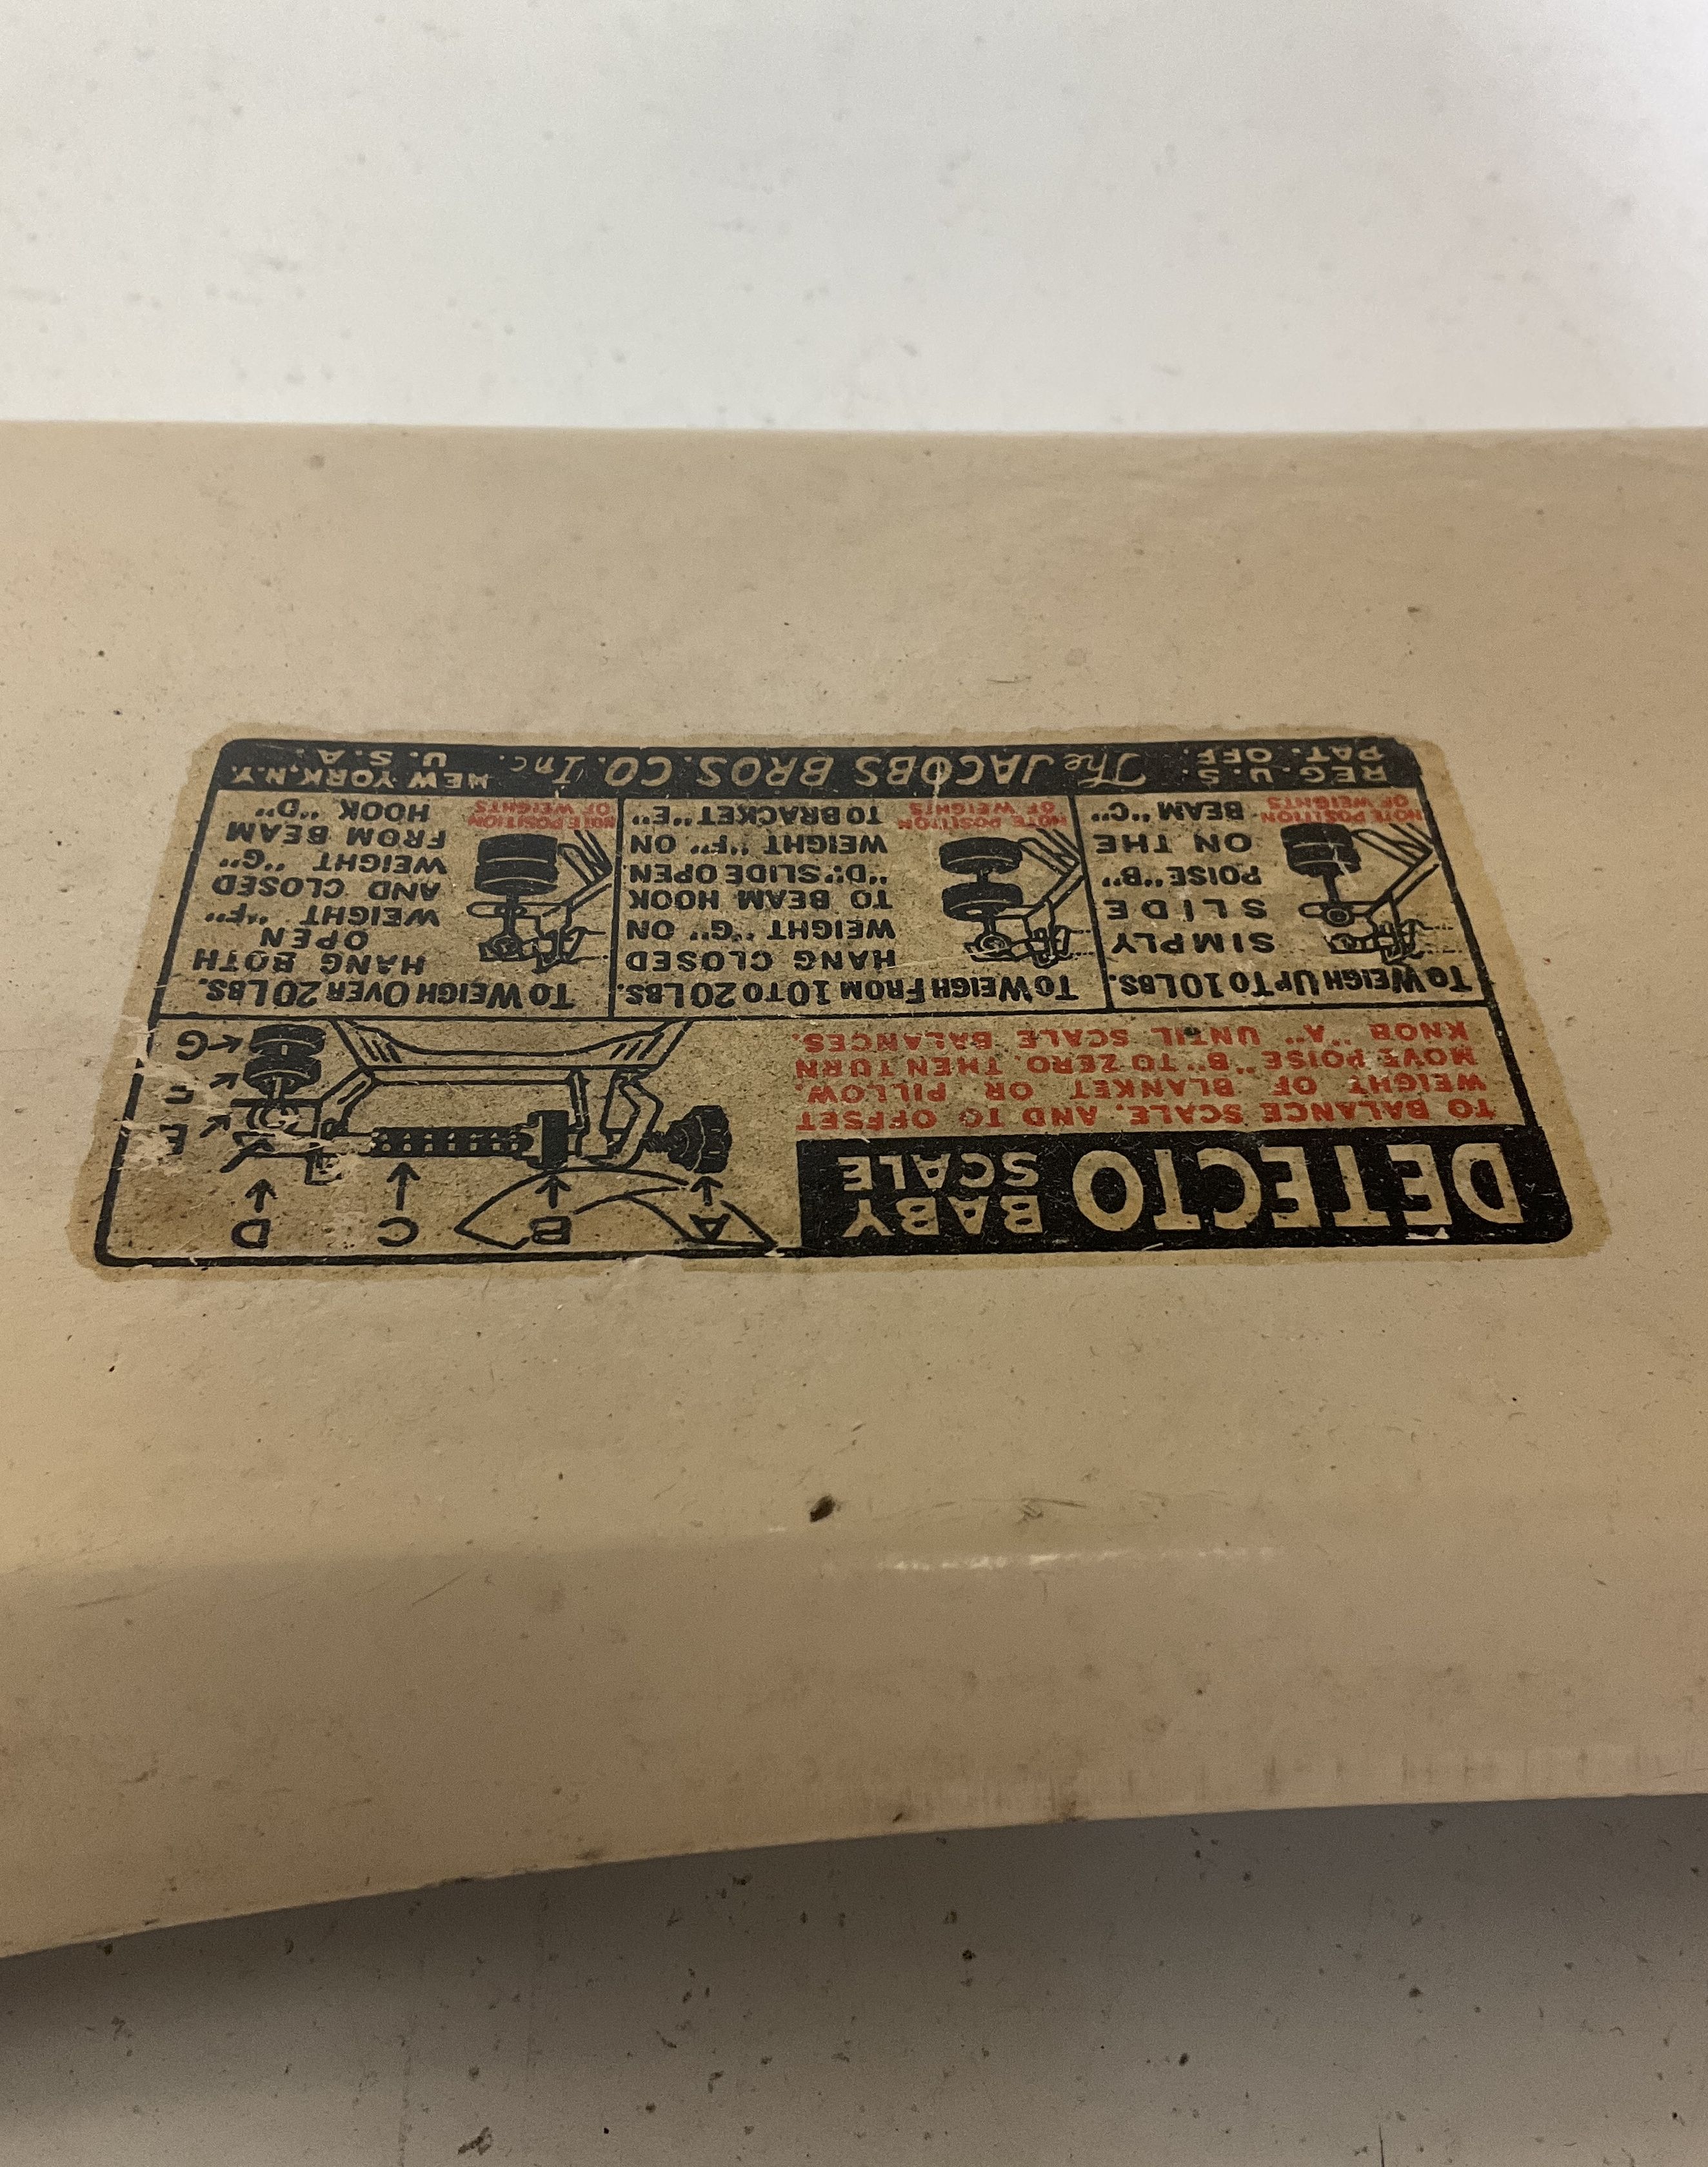 DETECTO BABY SCALE
TO BALANCE SCALE, AND TO OFFSET
WEIGHT OF BLANKET OR PILLOW,
MOVE POISE "B" TO ZERO, THEN TURN
KNOB "A" UNTIL SCALE BALANCES.
A
B
C
D
E
F
G
TO WEIGH UP TO 10 LBS.
SIMPLY
SLIDE
POISE "B"
ON THE
BEAM "C"
NOTE POSITION
OF WEIGHTS
TO WEIGH FROM 10 TO 20 LBS.
HANG CLOSED
WEIGHT "G" ON
TO BEAM HOOK
"D". SLIDE OPEN
WEIGHT "F" ON
TO BRACKET "E"
NOTE POSITION
OF WEIGHTS
TO WEIGH OVER 20 LBS.
HANG BOTH
OPEN
WEIGHT "F"
AND CLOSED
WEIGHT "G"
FROM BEAM
HOOK "D"
NOTE POSITION
OF WEIGHTS
REG. U.S.
PAT. OFF.
The JACOBS BROS. CO. Inc.
NEW YORK, N.Y.
U.S.A.